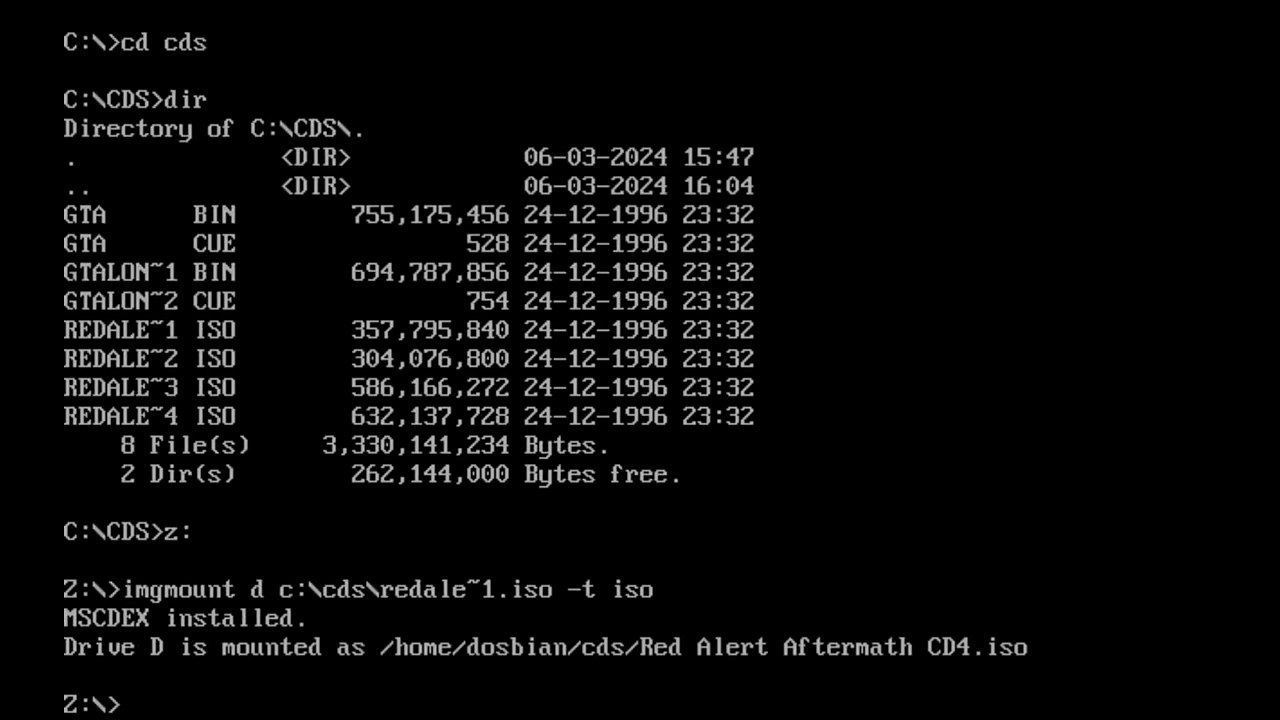 C:\>cd cds
C:\CDS>dir
Directory of C:\CDS\.
. <DIR> 06-03-2024 15:47
.. <DIR> 06-03-2024 16:04
GTA BIN 755,175,456 24-12-1996 23:32
GTA CUE 528 24-12-1996 23:32
GTALON~1 BIN 694,787,856 24-12-1996 23:32
GTALON~2 CUE 754 24-12-1996 23:32
REDALE~1 ISO 357,795,840 24-12-1996 23:32
REDALE~2 ISO 304,076,800 24-12-1996 23:32
REDALE~3 ISO 586,166,272 24-12-1996 23:32
REDALE~4 ISO 632,137,728 24-12-1996 23:32
8 File(s) 3,330,141,234 Bytes.
2 Dir(s) 262,144,000 Bytes free.
C:\CDS>z:
Z:\>imgmount d c:\cds\redale~1.iso -t iso
MSCDEX installed.
Drive D is mounted as /home/dosbian/cds/Red Alert Aftermath CD4.iso
Z:\>